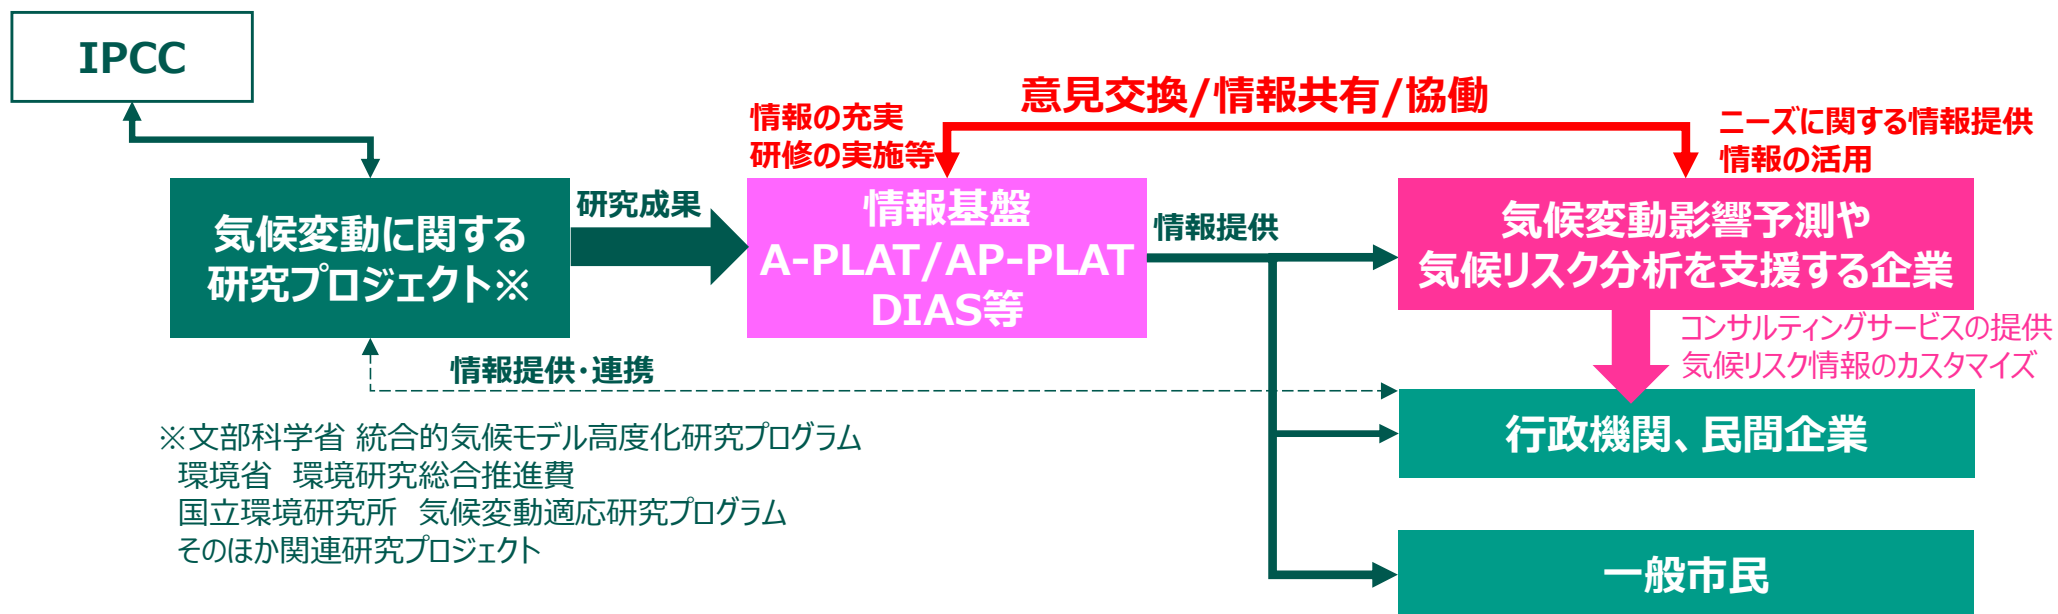 IPCC
意見交換/情報共有/協働
情報の充実
研修の実施等
ニーズに関する情報提供
情報の活用
気候変動に関する
研究プロジェクト※
研究成果
情報基盤
A-PLAT/AP-PLAT
DIAS等
情報提供
気候変動影響予測や
気候リスク分析を支援する企業
コンサルティングサービスの提供
気候リスク情報のカスタマイズ
情報提供・連携
行政機関、民間企業
※文部科学省 統合的気候モデル高度化研究プログラム
環境省　環境研究総合推進費
国立環境研究所　気候変動適応研究プログラム
そのほか関連研究プロジェクト
一般市民